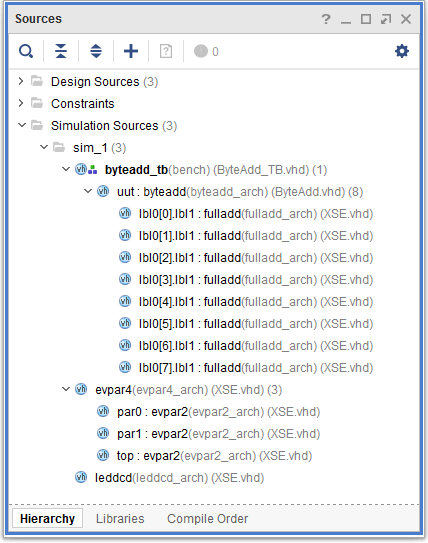 Sources
0
Design Sources (3)
Constraints
Simulation Sources (3)
sim_1 (3)
byteadd_tb(bench) (ByteAdd_TB.vhd) (1)
uut : byteadd(byteadd_arch) (ByteAdd.vhd) (8)
lbl0[0].lbl1 : fulladd(fulladd_arch) (XSE.vhd)
lbl0[1].lbl1 : fulladd(fulladd_arch) (XSE.vhd)
lbl0[2].lbl1 : fulladd(fulladd_arch) (XSE.vhd)
lbl0[3].lbl1 : fulladd(fulladd_arch) (XSE.vhd)
lbl0[4].lbl1 : fulladd(fulladd_arch) (XSE.vhd)
lbl0[5].lbl1 : fulladd(fulladd_arch) (XSE.vhd)
lbl0[6].lbl1 : fulladd(fulladd_arch) (XSE.vhd)
lbl0[7].lbl1 : fulladd(fulladd_arch) (XSE.vhd)
evpar4(evpar4_arch) (XSE.vhd) (3)
par0 : evpar2(evpar2_arch) (XSE.vhd)
par1 : evpar2(evpar2_arch) (XSE.vhd)
top : evpar2(evpar2_arch) (XSE.vhd)
leddcd(leddcd_arch) (XSE.vhd)
Hierarchy Libraries Compile Order